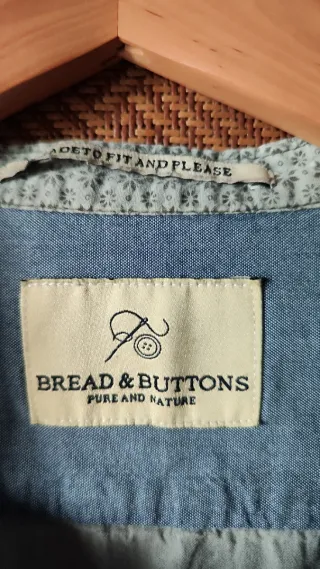 ADE TO FIT AND PLEASE
BREAD & BUTTONS
PURE AND NATURE